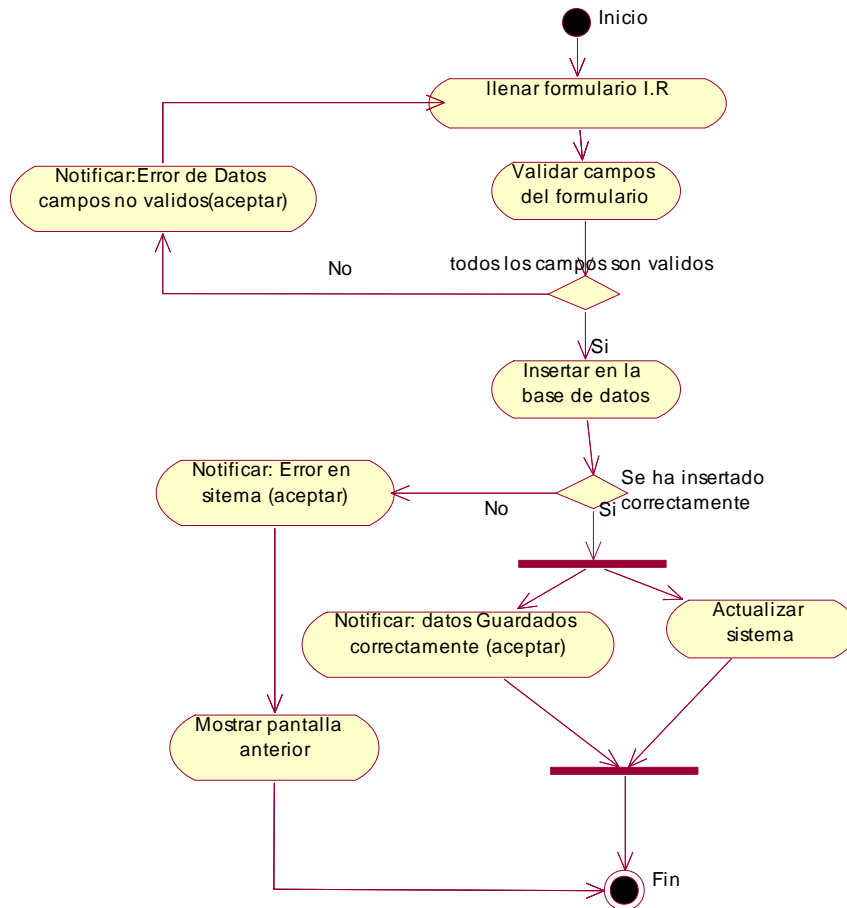 Inicio
llenar formulario I.R
Notificar:Error de Datos
campos no validos(aceptar)
Validar campos
del formulario
todos los campos son validos
No
Si
Insertar en la
base de datos
Notificar: Error en
sitema (aceptar)
Se ha insertado
correctamente
No
Si
Notificar: datos Guardados
correctamente (aceptar)
Actualizar
sistema
Mostrar pantalla
anterior
Fin